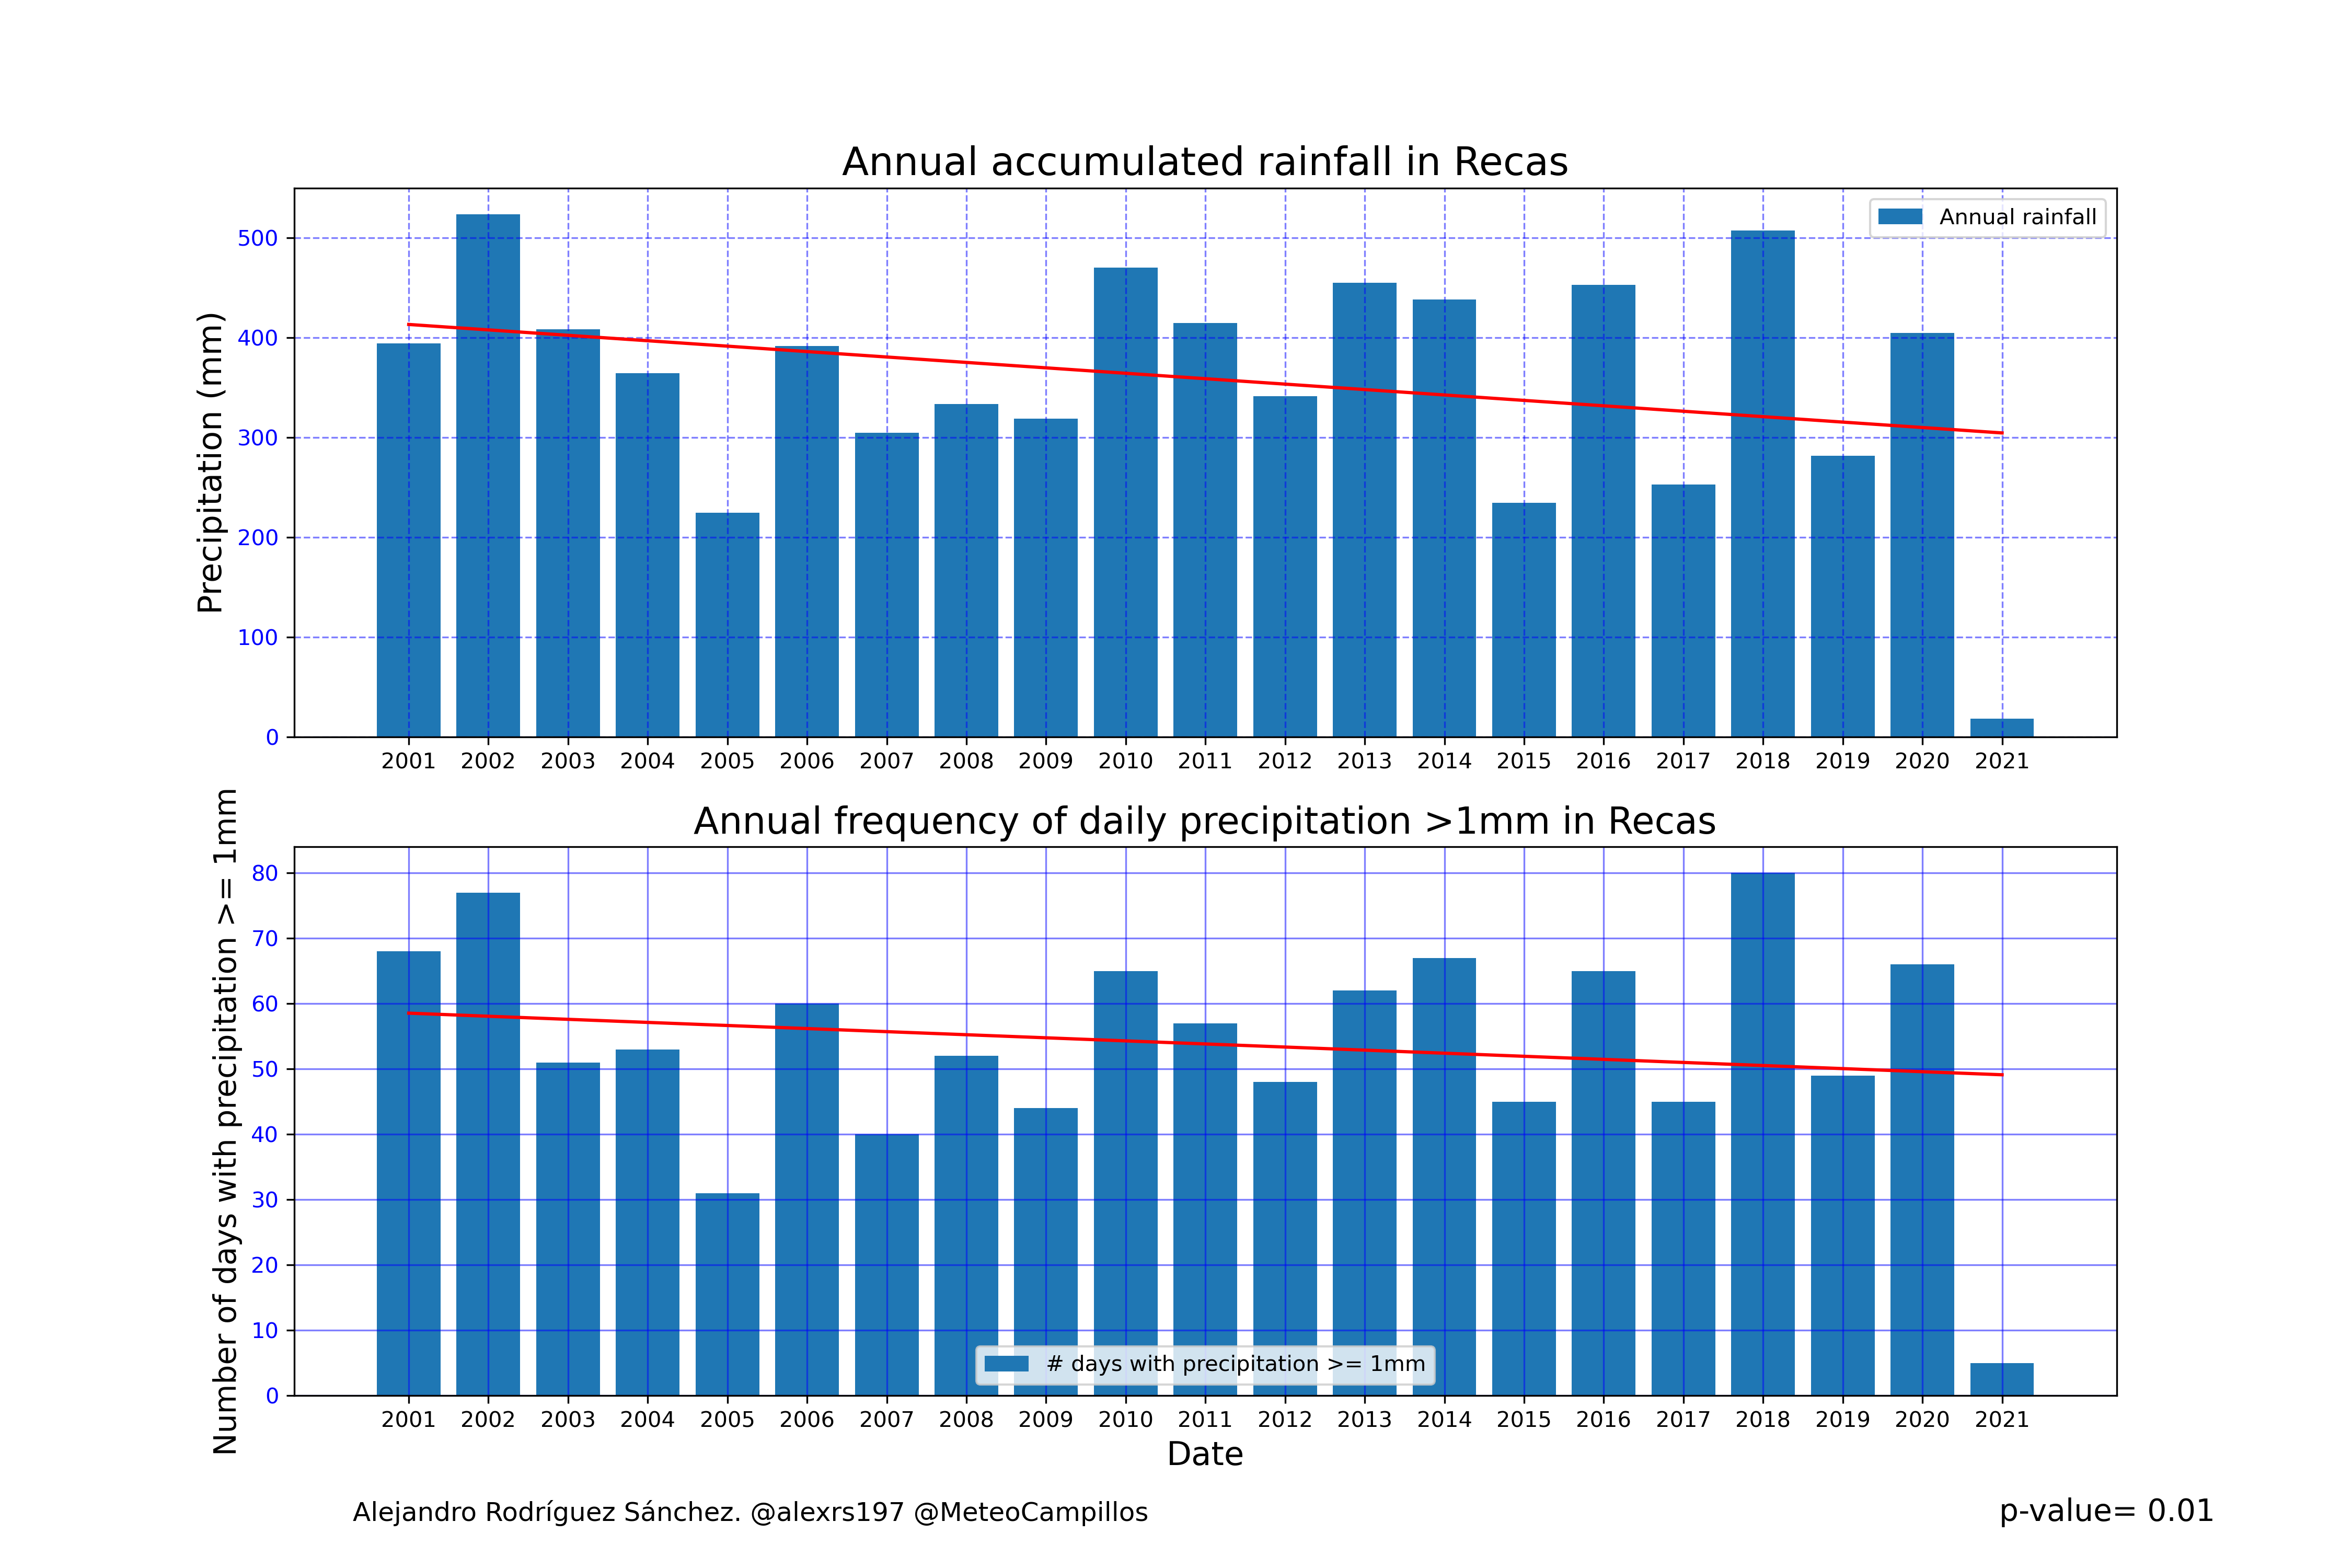 Annual accumulated rainfall in Recas
Annual rainfall
Precipitation (mm)
500
400
300
200
100
0
2001 2002 2003 2004 2005 2006 2007 2008 2009 2010 2011 2012 2013 2014 2015 2016 2017 2018 2019 2020 2021
Annual frequency of daily precipitation >1mm in Recas
Number of days with precipitation >= 1mm
80
70
60
50
40
30
20
10
0
# days with precipitation >= 1mm
2001 2002 2003 2004 2005 2006 2007 2008 2009 2010 2011 2012 2013 2014 2015 2016 2017 2018 2019 2020 2021
Date
Alejandro Rodríguez Sánchez. @alexrs197 @MeteoCampillos
p-value= 0.01